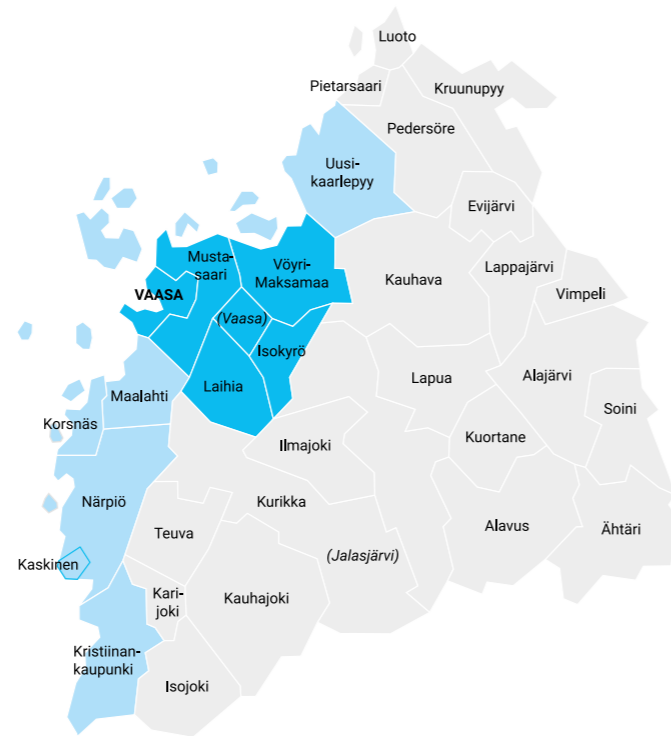 Luoto
Pietarsaari
Kruunupyy
Pedersöre
Uusi-
kaarlepyy
Evijärvi
Musta-
saari
Vöyri-
Maksamaa
Kauhava
Lappajärvi
VAASA
Vimpeli
(Vaasa)
Isokyrö
Laihia
Lapua
Alajärvi
Maalahti
Soini
Korsnäs
Kuortane
Ilmajoki
Närpiö
Kurikka
Teuva
Alavus
Ähtäri
(Jalasjärvi)
Kaskinen
Kari-
joki
Kauhajoki
Kristiinan-
kaupunki
Isojoki